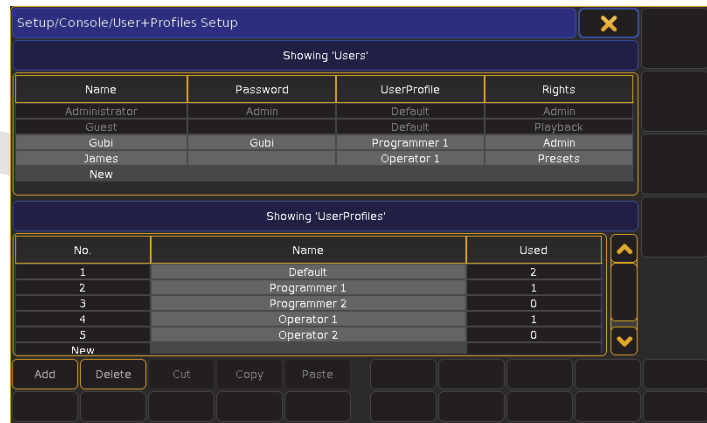 Setup/Console/User+Profiles Setup
Showing 'Users'
Name Password UserProfile Rights
Administrator Admin Default Admin
Guest Default Playback
Gubi Gubi Programmer 1 Admin
James Operator 1 Presets
New
Showing 'UserProfiles'
No. Name Used
1 Default 2
2 Programmer 1 1
3 Programmer 2 0
4 Operator 1 1
5 Operator 2 0
New
Add Delete Cut Copy Paste